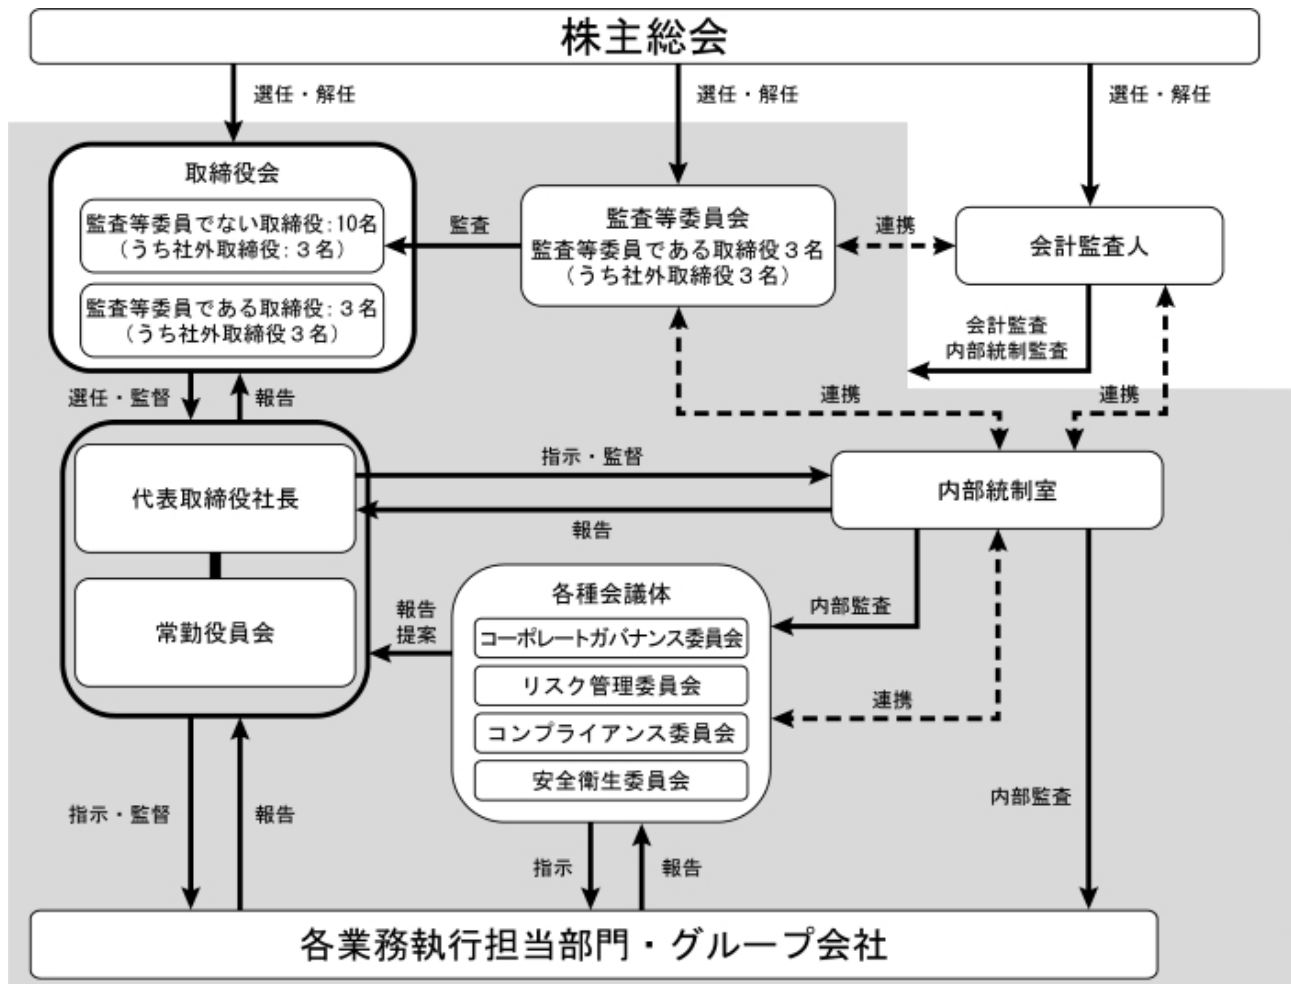 株主総会
選任・解任
選任・解任
選任・解任
取締役会
監査等委員でない取締役：10名
（うち社外取締役：３名）
監査等委員である取締役：３名
（うち社外取締役３名）
監査
監査等委員会
監査等委員である取締役３名
（うち社外取締役３名）
連携
会計監査人
会計監査
内部統制監査
選任・監督
報告
連携
連携
代表取締役社長
常勤役員会
指示・監督
報告
内部統制室
報告
提案
各種会議体
コーポレートガバナンス委員会
リスク管理委員会
コンプライアンス委員会
安全衛生委員会
内部監査
連携
内部監査
指示・監督
報告
指示
報告
各業務執行担当部門・グループ会社